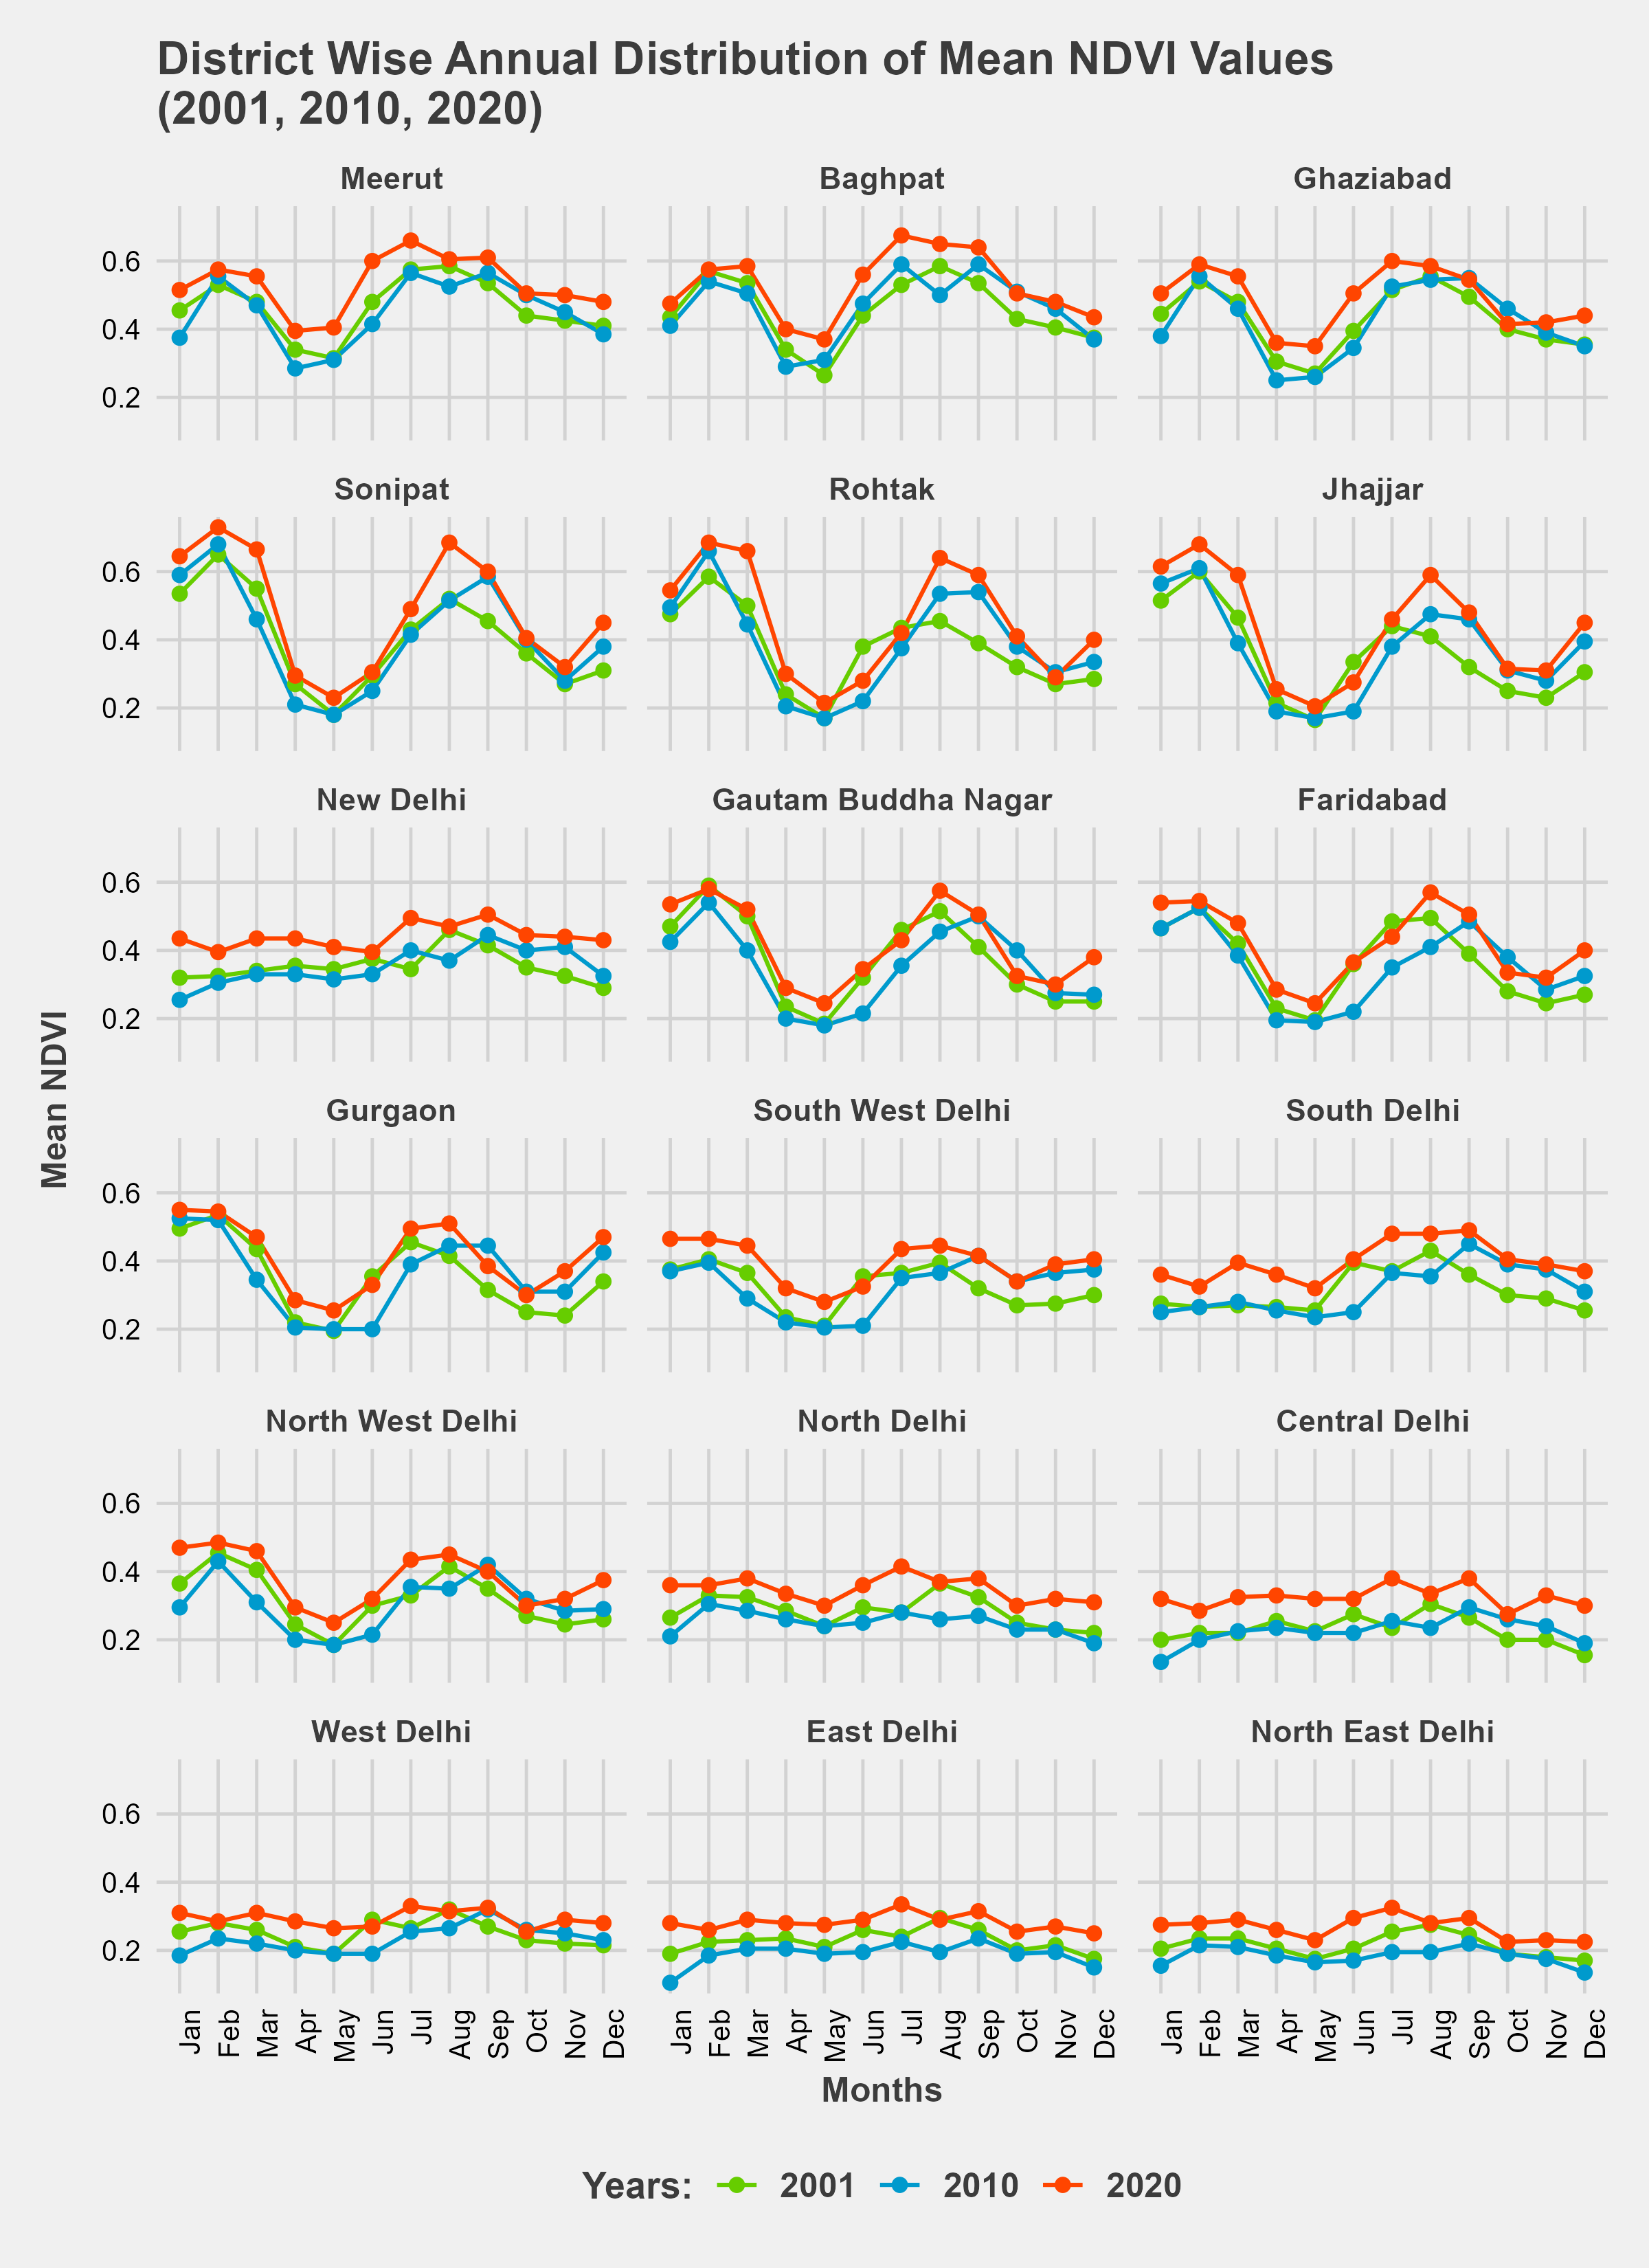 District Wise Annual Distribution of Mean NDVI Values
(2001, 2010, 2020)
Meerut Baghpat Ghaziabad
0.6
0.4
0.2
Sonipat Rohtak Jhajjar
0.6
0.4
0.2
New Delhi Gautam Buddha Nagar Faridabad
0.6
0.4
0.2
Mean NDVI
Gurgaon South West Delhi South Delhi
0.6
0.4
0.2
North West Delhi North Delhi Central Delhi
0.6
0.4
0.2
West Delhi East Delhi North East Delhi
0.6
0.4
0.2
Jan Feb Mar Apr May Jun Jul Aug Sep Oct Nov Dec Jan Feb Mar Apr May Jun Jul Aug Sep Oct Nov Dec Jan Feb Mar Apr May Jun Jul Aug Sep Oct Nov Dec
Months
Years: 2001 2010 2020